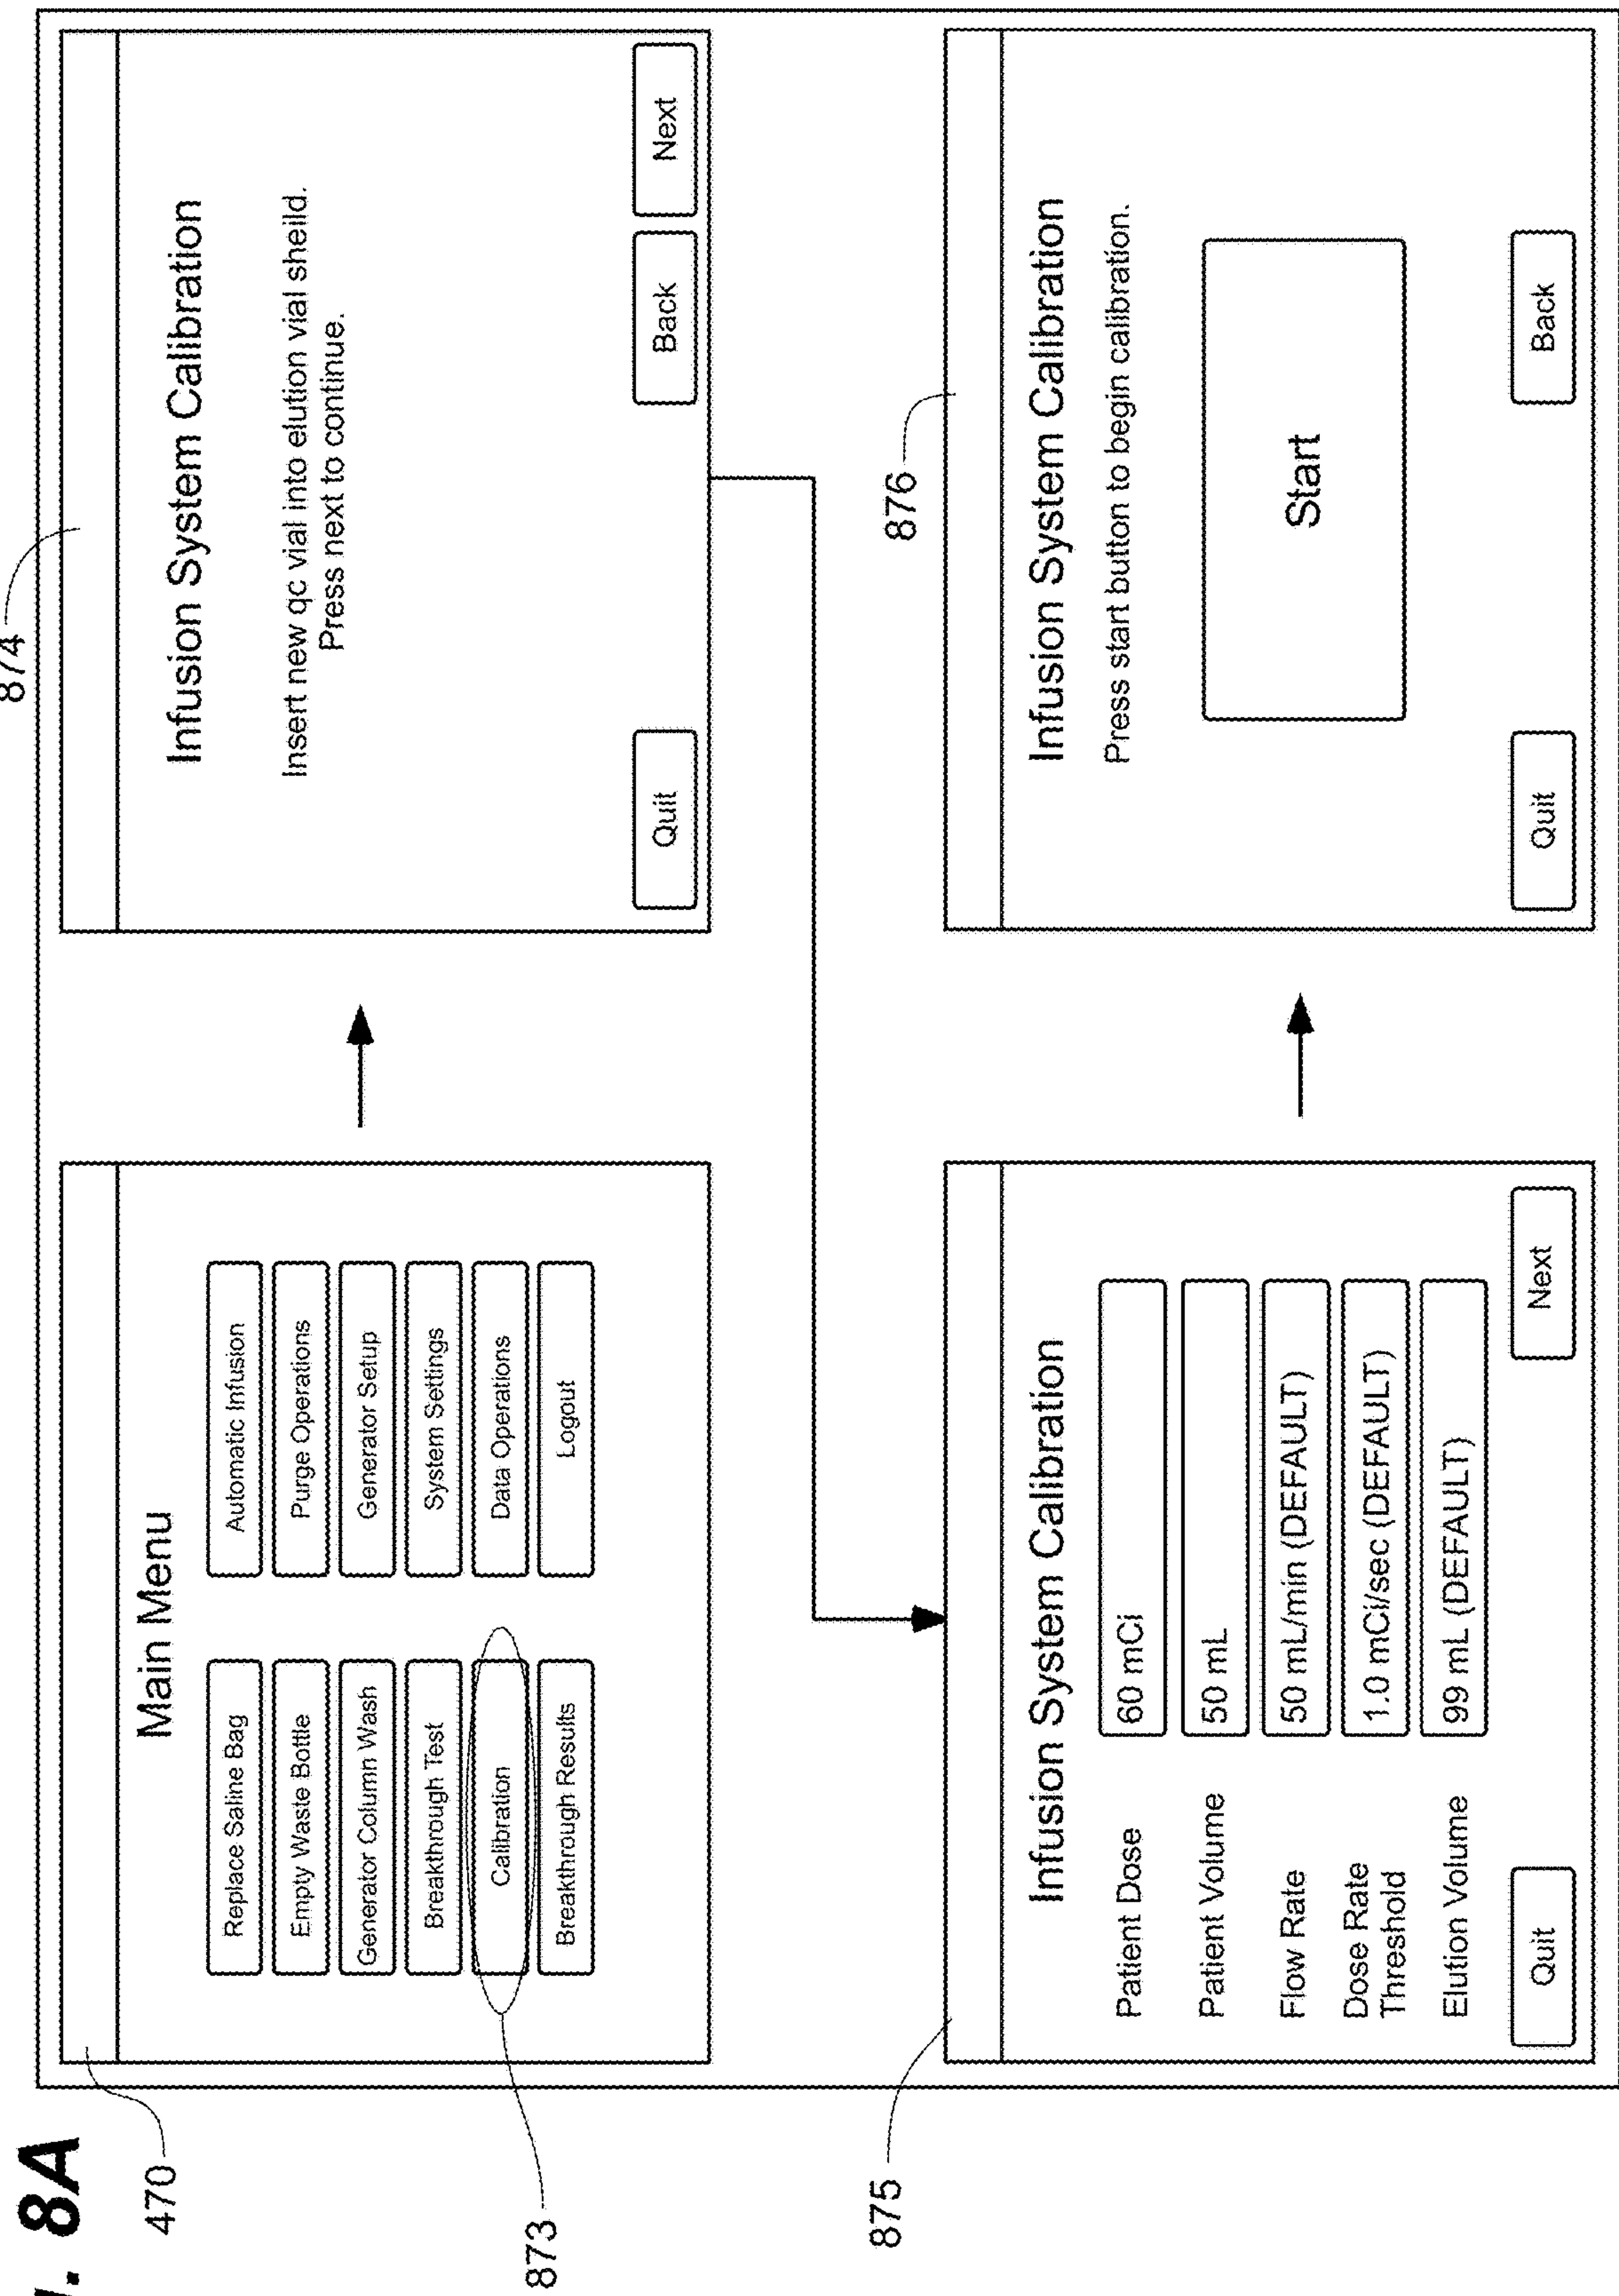 g. 8A
470
Main Menu
Replace Saline Bag
Automatic Infusion
Empty Waste Bottle
Purge Operations
Generator Column Wash
Generator Setup
Breakthrough Test
System Settings
Calibration
Data Operations
Breakthrough Results
Logout
873
874
Infusion System Calibration
Insert new qc vial into elution vial sheild.
Press next to continue.
Quit
Back
Next
875
Infusion System Calibration
Patient Dose
60 mCi
Patient Volume
50 mL
Flow Rate
50 mL/min (DEFAULT)
Dose Rate
Threshold
1.0 mCi/sec (DEFAULT)
Elution Volume
99 mL (DEFAULT)
Quit
Next
876
Infusion System Calibration
Press start button to begin calibration.
Start
Quit
Back